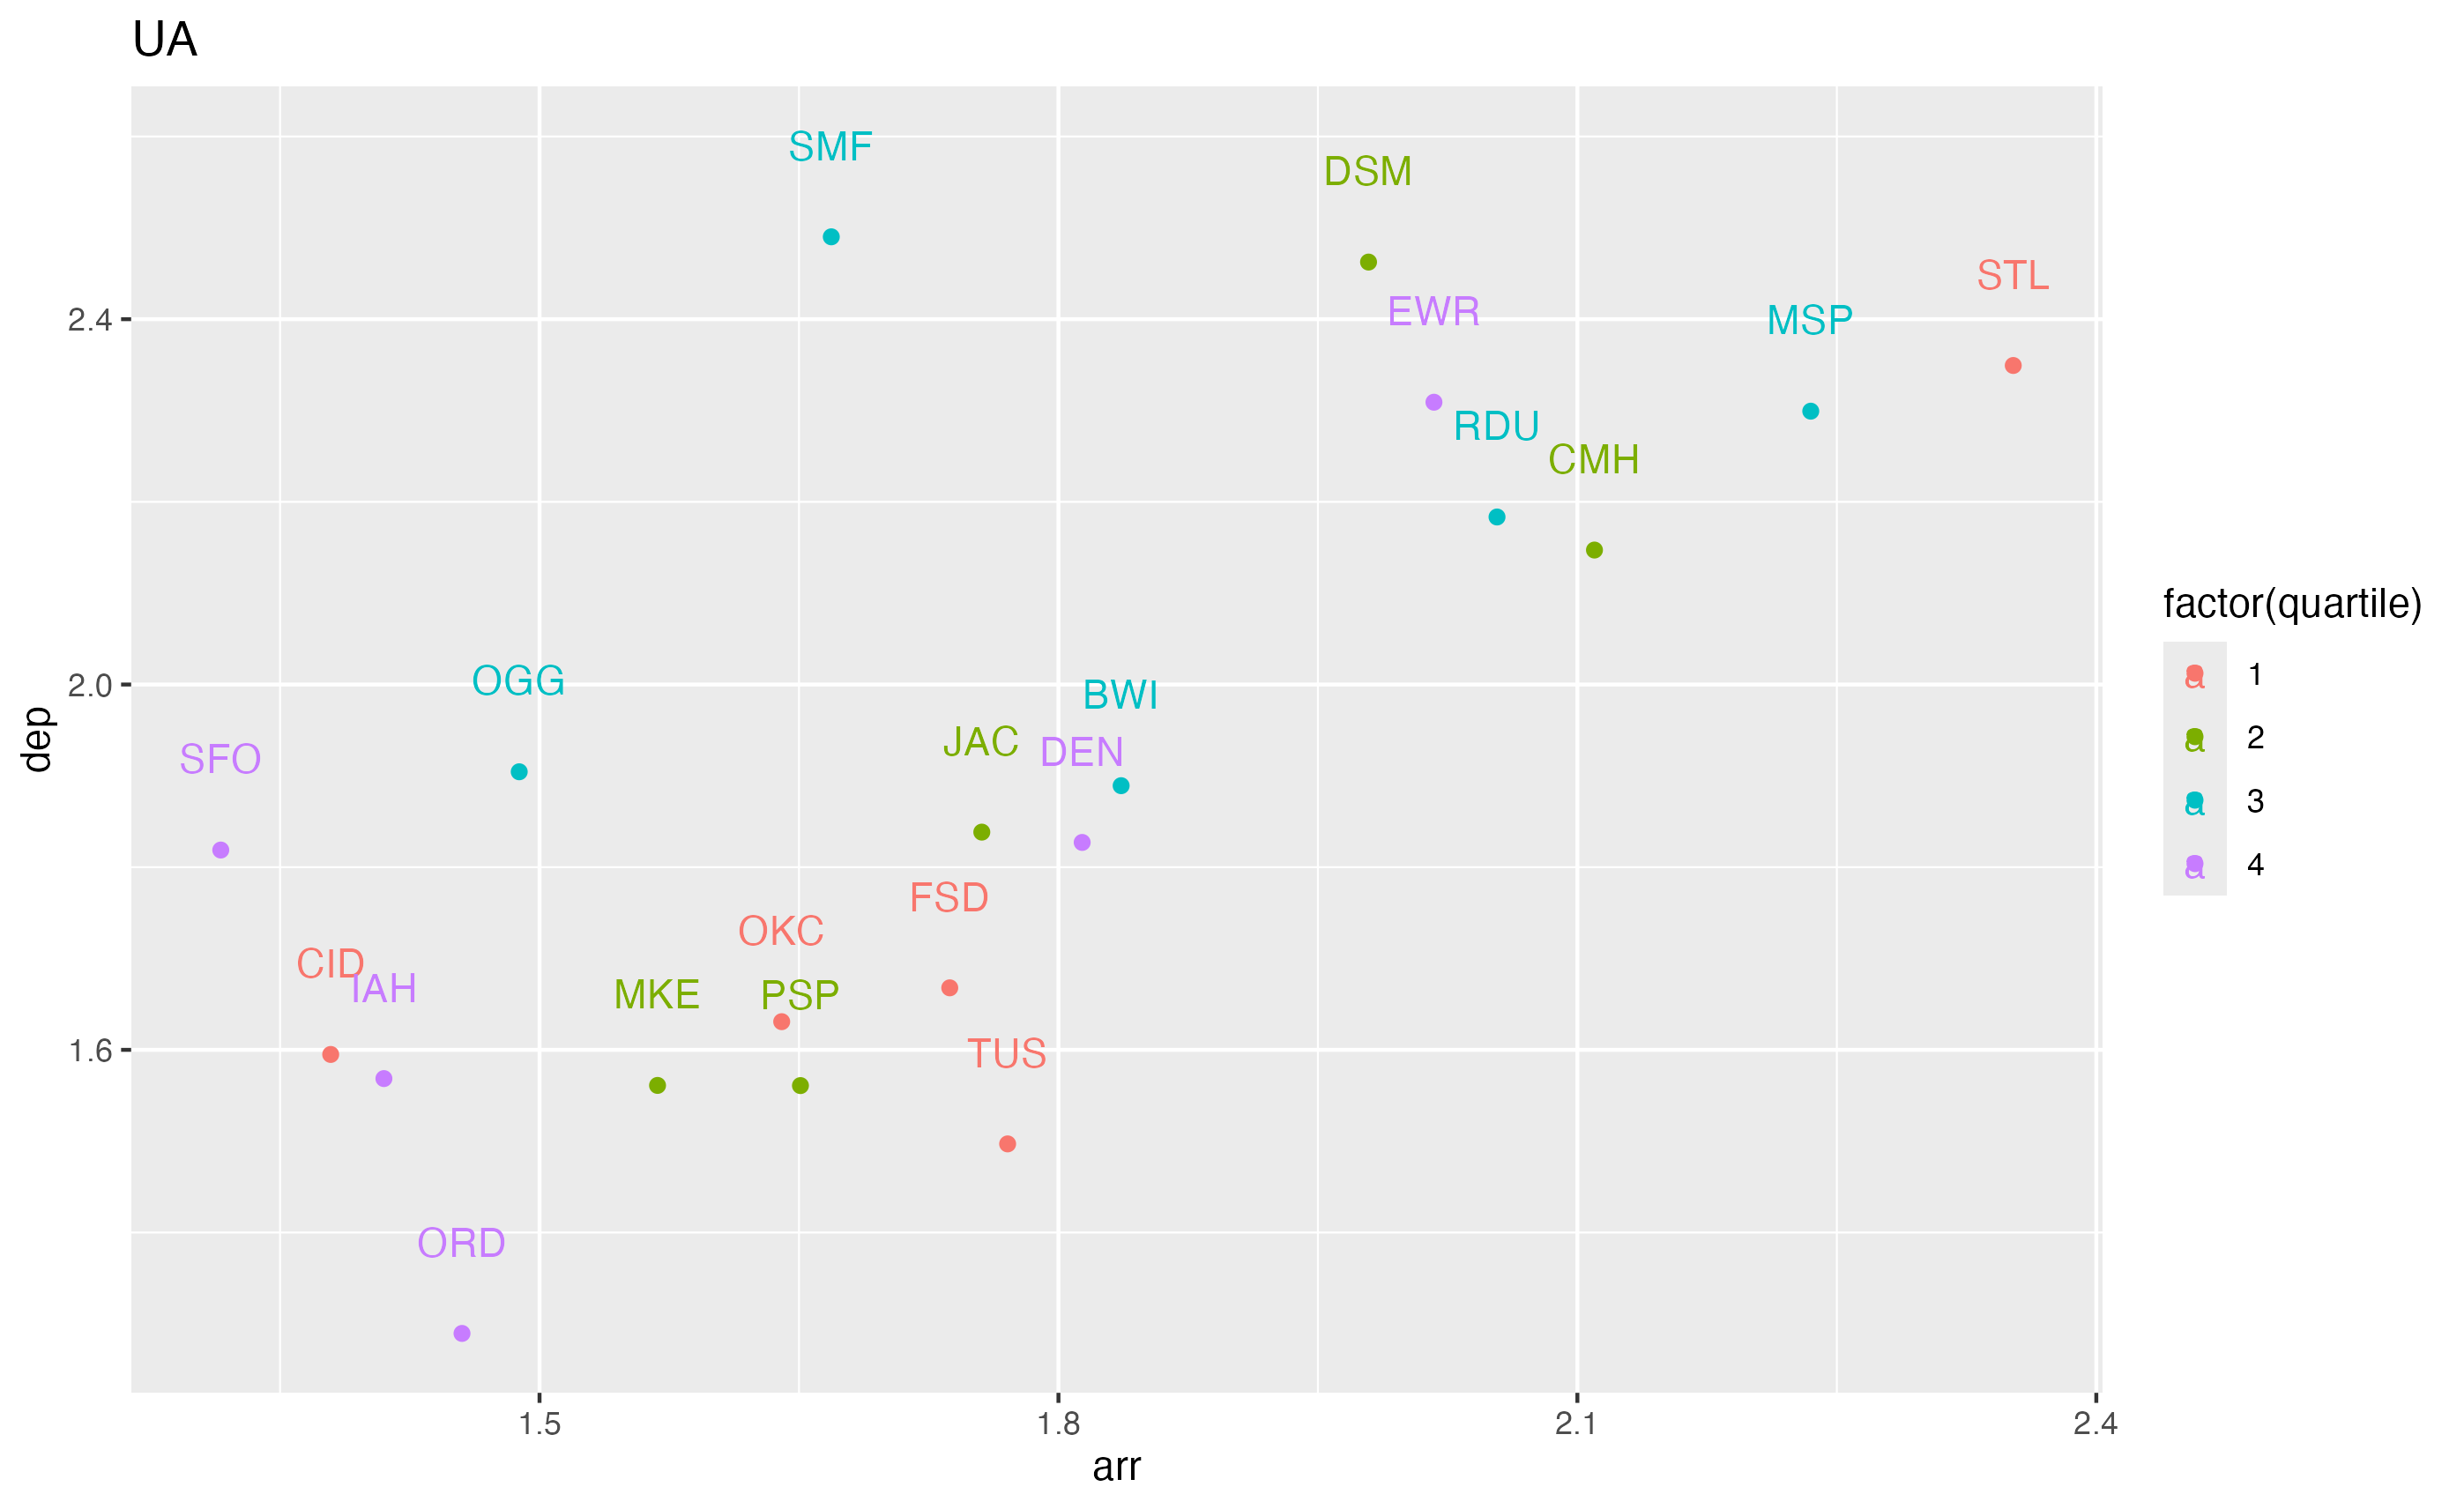 UA
SMF
DSM
STL
EWR
MSP
2.4
RDU
CMH
factor(quartile)
OGG
BWI
2.0
a 1
JAC
DEN
a 2
SFO
dep
a 3
FSD
a 4
OKC
CID
IAH
MKE
PSP
TUS
1.6
ORD
1.5
1.8
2.1
2.4
arr